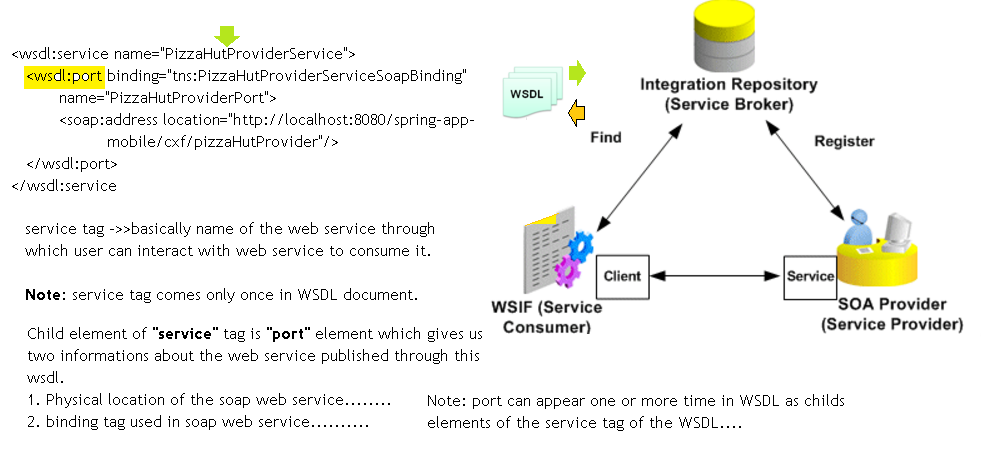 <wsdl:service name="PizzaHutProviderService">
<wsdl:port binding="tns:PizzaHutProviderServiceSoapBinding"
name="PizzaHutProviderPort">
<soap:address location="http://localhost:8080/spring-app-
mobile/cxf/pizzaHutProvider"/>
</wsdl:port>
</wsdl:service
service tag ->>basically name of the web service through
which user can interact with web service to consume it.
Note: service tag comes only once in WSDL document.
Child element of "service" tag is "port" element which gives us
two informations about the web service published through this
wsdl.
1. Physical location of the soap web service........
2. binding tag used in soap web service..........
Note: port can appear one or more time in WSDL as childs
elements of the service tag of the WSDL....
WSDL
Integration Repository
(Service Broker)
Find
Register
Client
Service
WSIF (Service
Consumer)
SOA Provider
(Service Provider)